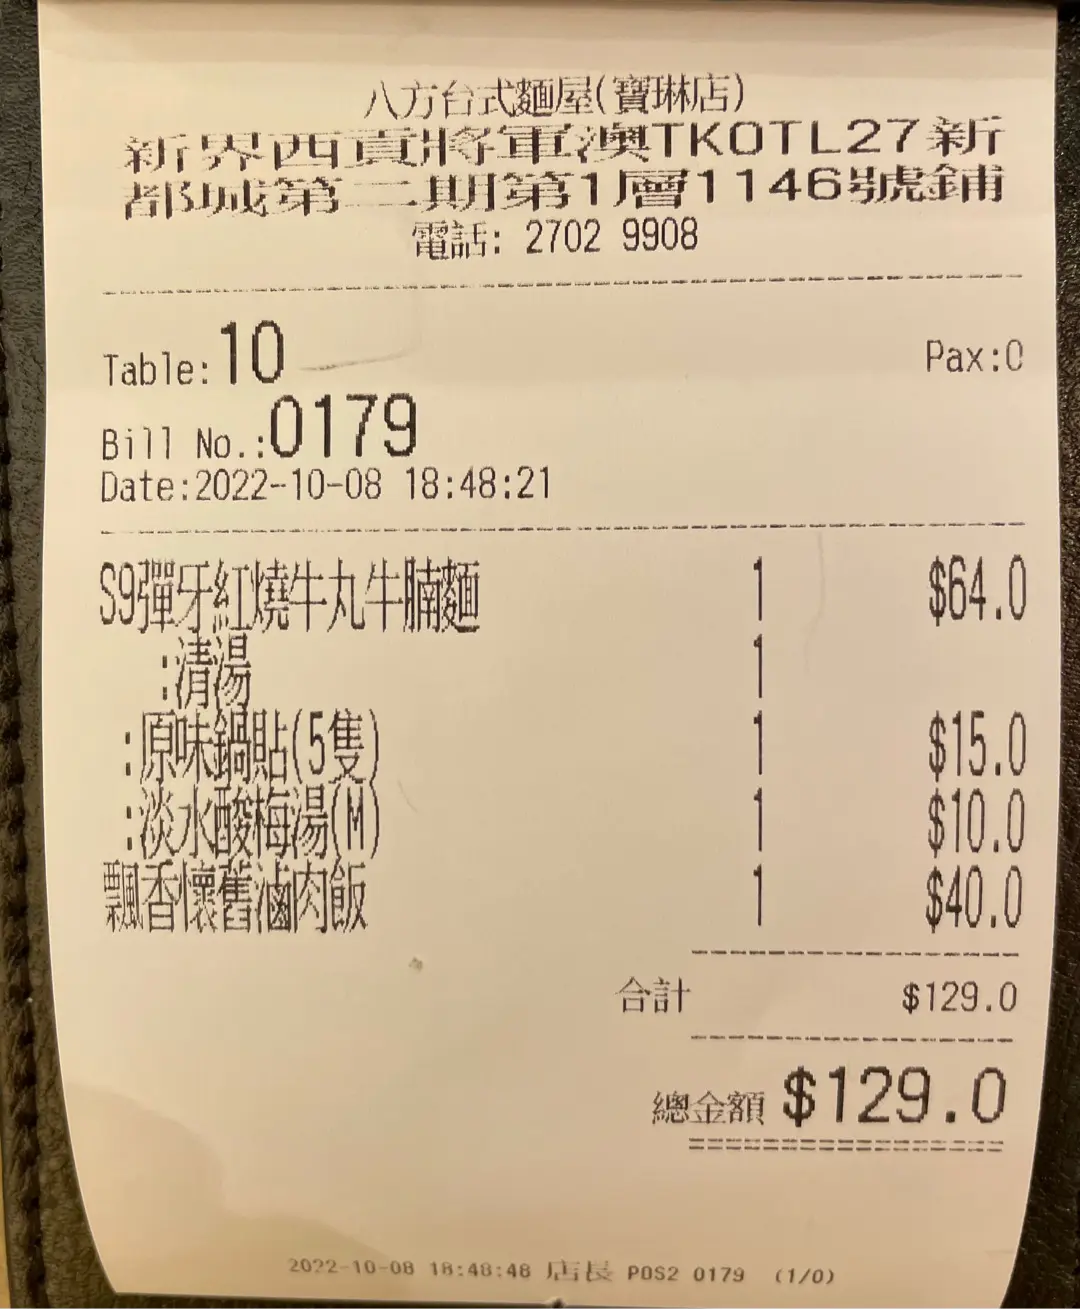 八方台式麵屋(寶琳店)
新界西貢將軍澳TKOTL27新
都城第二期第1層1146號鋪
電話: 2702 9908
Table:10 Pax:0
Bill No.:0179
Date:2022-10-08 18:48:21
S9彈牙紅燒牛丸牛腩麵 1 $64.0
:清湯 1
:原味鍋貼(5隻) 1 $15.0
:淡水酸梅湯(M) 1 $10.0
飄香懷舊滷肉飯 1 $40.0
合計 $129.0
總金額 $129.0
2022-10-08 18:48:48 店長 POS2 0179 (1/0)